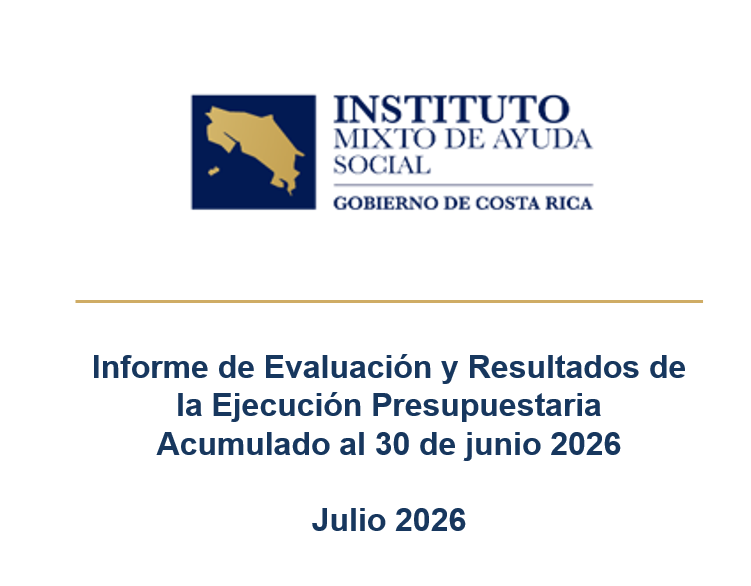 INSTITUTO
MIXTO DE AYUDA
SOCIAL
GOBIERNO DE COSTA RICA
Informe de Evaluación y Resultados de
la Ejecución Presupuestaria
Acumulado al 30 de junio 2026
Julio 2026